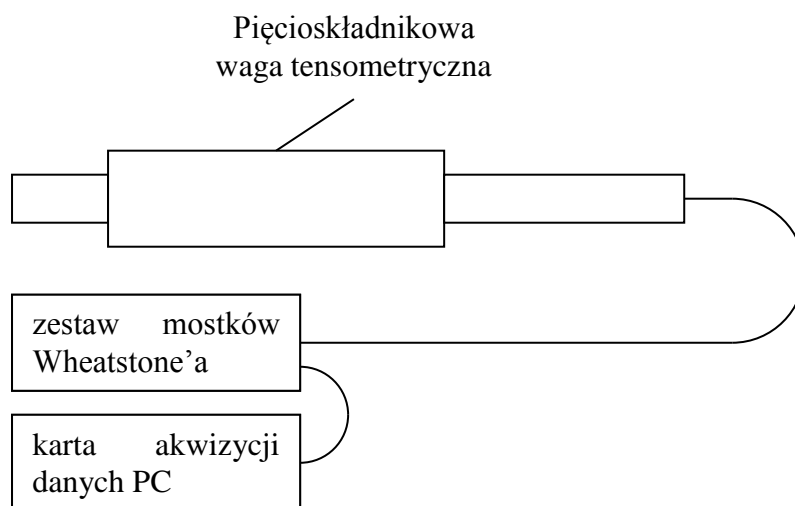 Pięcioskładnikowa
waga tensometryczna
zestaw mostków
Wheatstone’a
karta akwizycji
danych PC